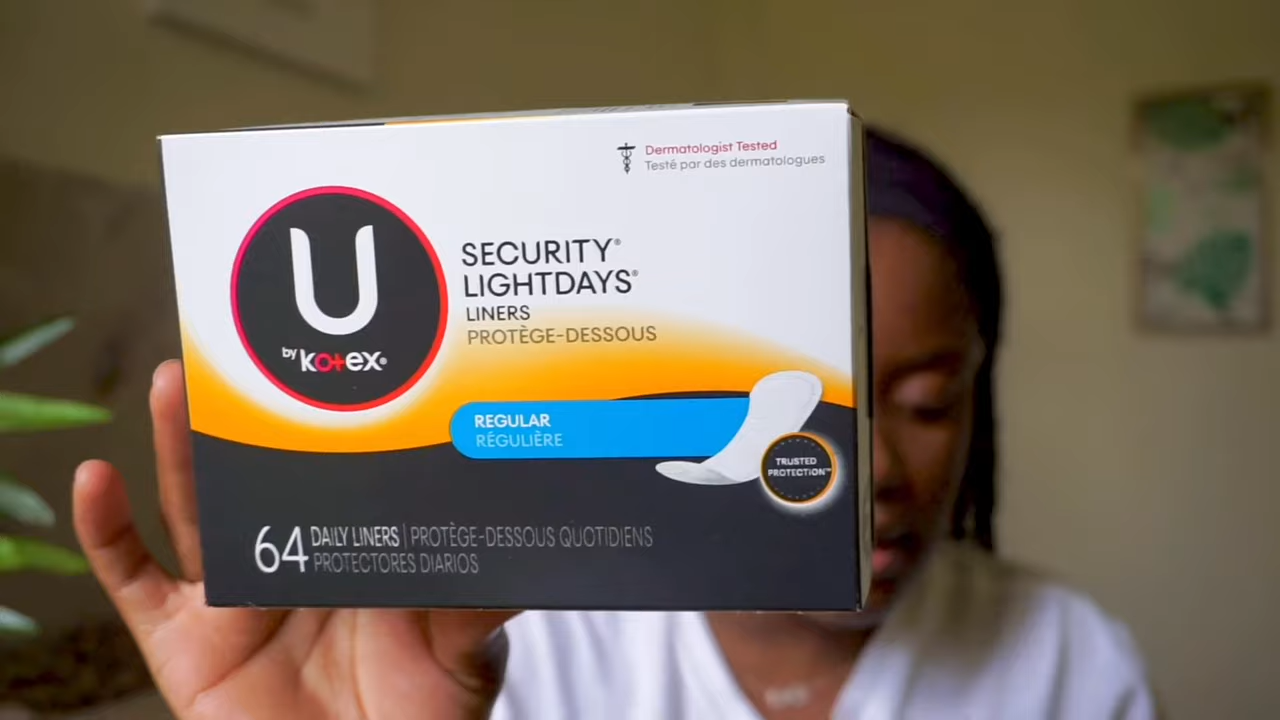 Dermatologist Tested
Testé par des dermatologues
U
by Kotex®
SECURITY®
LIGHTDAYS®
LINERS
PROTÈGE-DESSOUS
REGULAR
RÉGULIÈRE
TRUSTED
PROTECTION™
64 DAILY LINERS | PROTÈGE-DESSOUS QUOTIDIENS
PROTECTORES DIARIOS